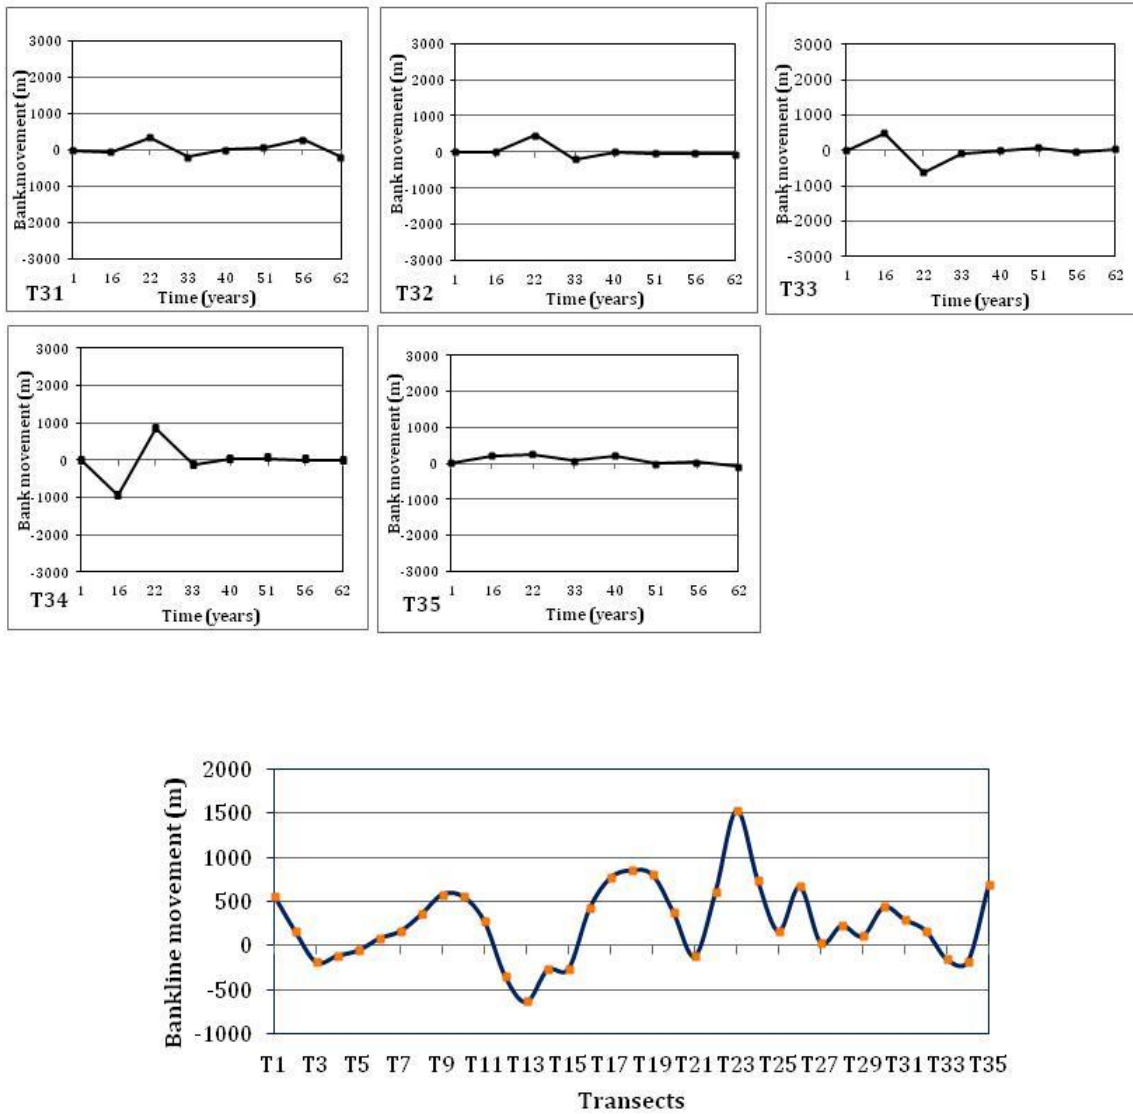 Bank movement (m)
3000
2000
1000
0
-1000
-2000
-3000
1 16 22 33 40 51 56 62
T31
Time (years)
Bank movement (m)
3000
2000
1000
0
-1000
-2000
-3000
1 16 22 33 40 51 56 62
T32
Time (years)
Bank movement (m)
3000
2000
1000
0
-1000
-2000
-3000
1 16 22 33 40 51 56 62
T33
Time (years)
Bank movement (m)
3000
2000
1000
0
-1000
-2000
-3000
1 16 22 33 40 51 56 62
T34
Time (years)
Bank movement (m)
3000
2000
1000
0
-1000
-2000
-3000
1 16 22 33 40 51 56 62
T35
Time (years)
Bankline movement (m)
2000
1500
1000
500
0
-500
-1000
T1 T3 T5 T7 T9 T11 T13 T15 T17 T19 T21 T23 T25 T27 T29 T31 T33 T35
Transects